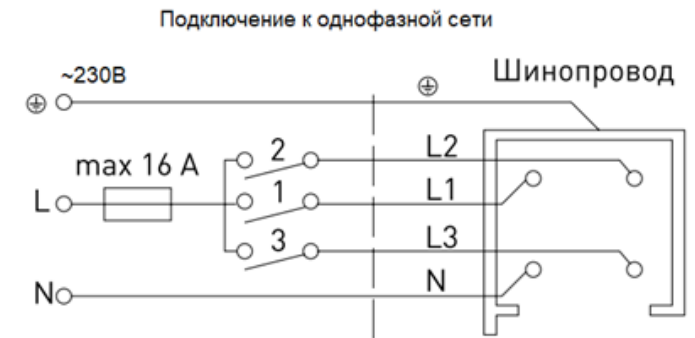 Подключение к однофазной сети
~230В
Шинопровод
max 16 А
2
L2
L
1
L1
3
L3
N
N